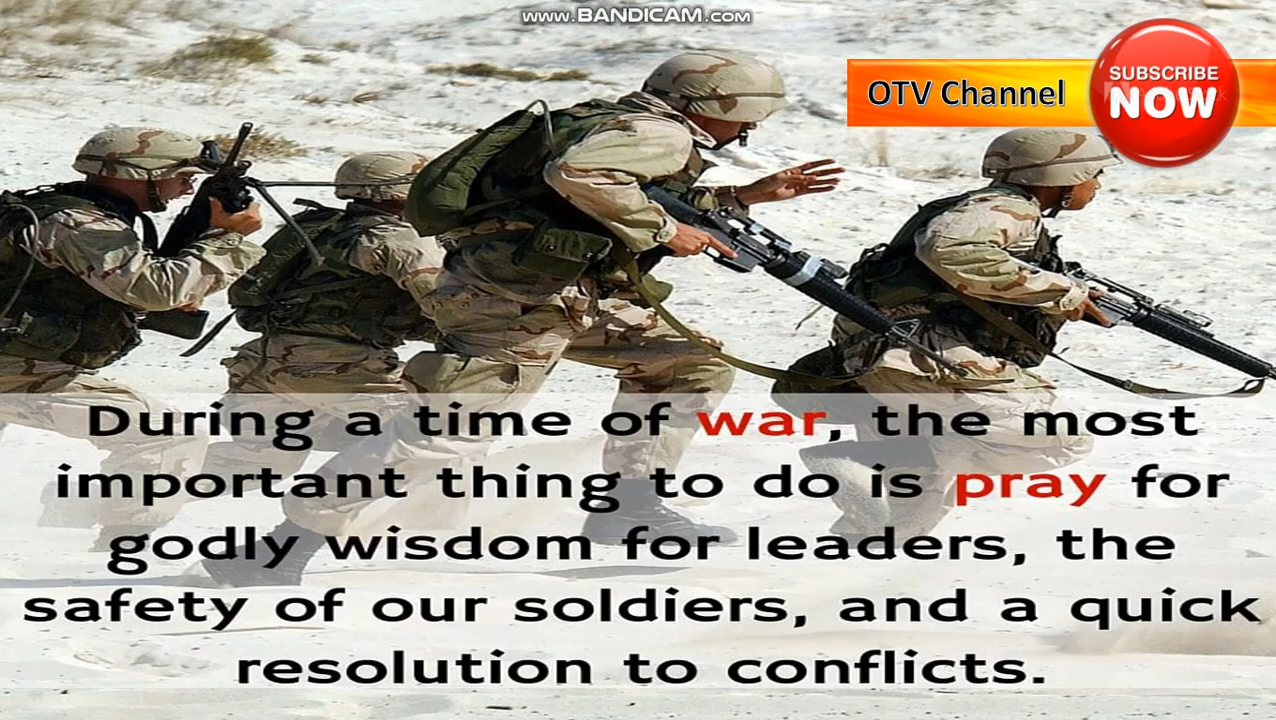 www.BANDICAM.com
SUBSCRIBE
OTV Channel
NOW
During a time of war, the most
important thing to do is pray for
godly wisdom for leaders, the
safety of our soldiers, and a quick
resolution to conflicts.